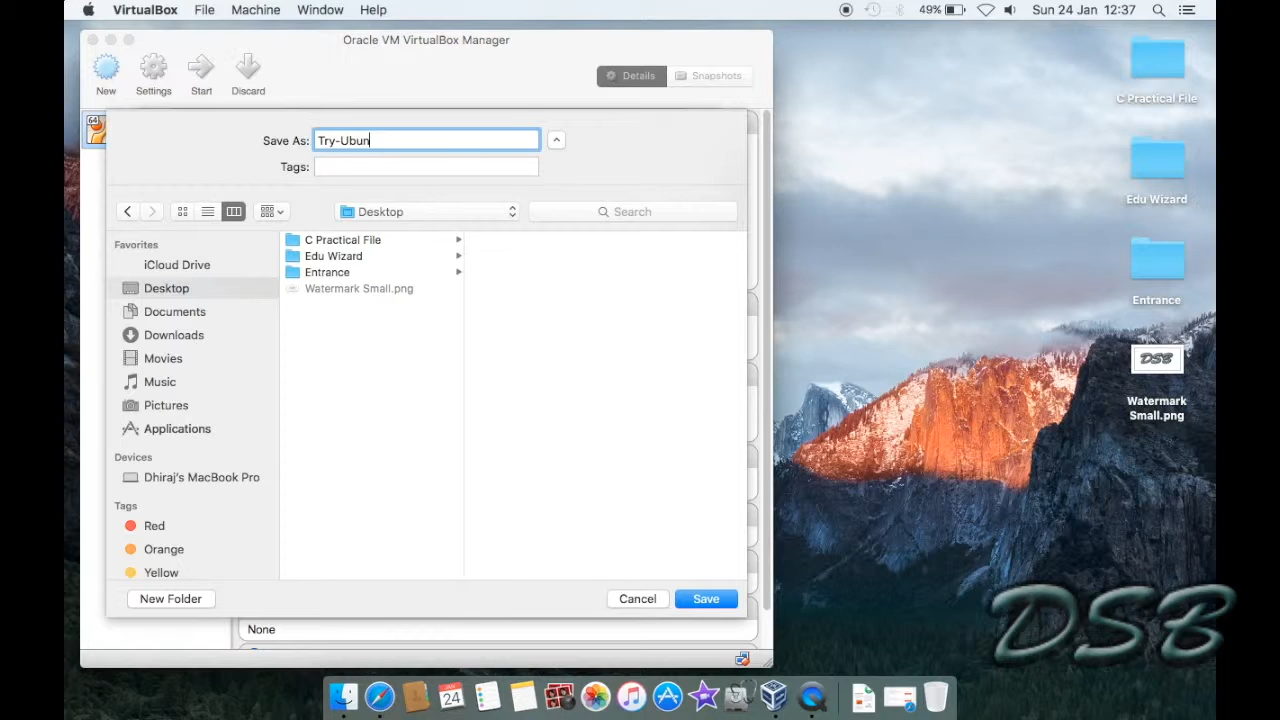 VirtualBox File Machine Window Help 49% Sun 24 Jan 12:37
Oracle VM VirtualBox Manager
New Settings Start Discard Details Snapshots
64
Save As: Try-Ubun
Tags:
Desktop Search
Favorites
iCloud Drive
Desktop
Documents
Downloads
Movies
Music
Pictures
Applications
Devices
Dhiraj's MacBook Pro
Tags
Red
Orange
Yellow
C Practical File
Edu Wizard
Entrance
Watermark Small.png
New Folder Cancel Save
None
C Practical File
Edu Wizard
Entrance
DSB
Watermark
Small.png
DSB
24